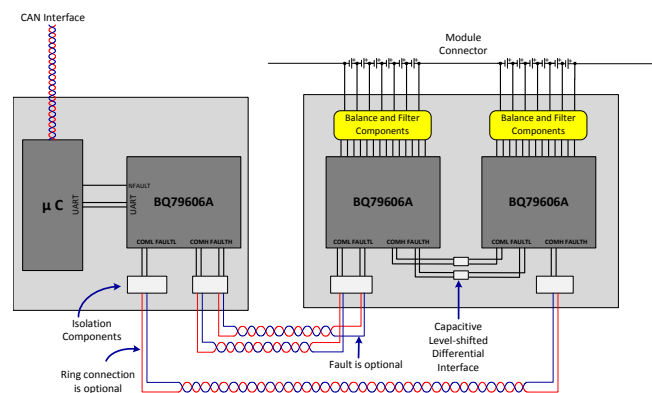 CAN Interface
Module
Connector
Balance and Filter
Components
Balance and Filter
Components
µ C
UART
NFAULT
UART
BQ79606A
COML FAULTL
COMH FAULTH
BQ79606A
COML FAULTL
COMH FAULTH
BQ79606A
COML FAULTL
COMH FAULTH
Isolation
Components
Ring connection
is optional
Fault is optional
Capacitive
Level-shifted
Differential
Interface